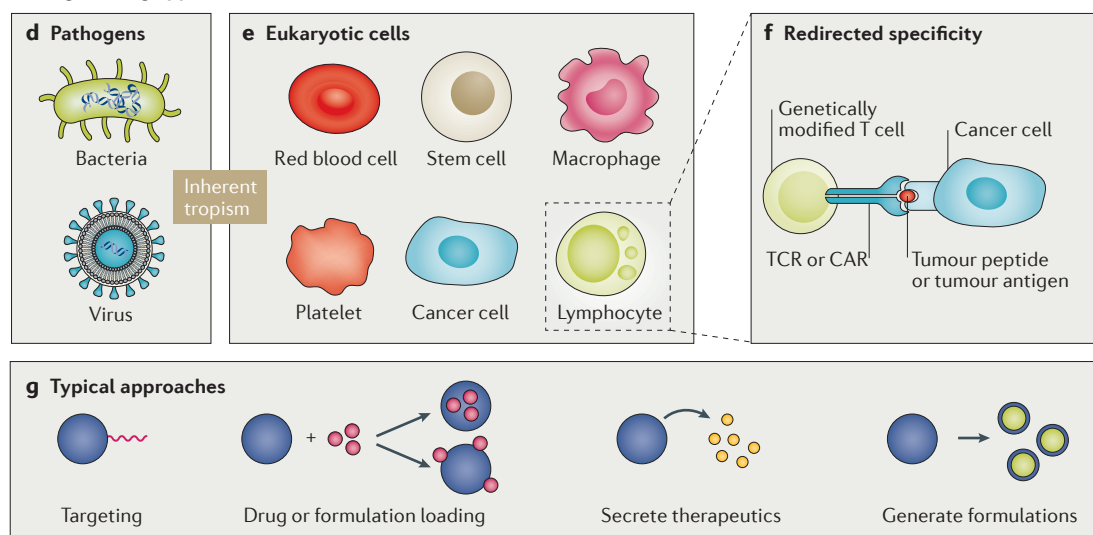 d Pathogens
Bacteria
Virus
Inherent
tropism
e Eukaryotic cells
Red blood cell
Stem cell
Macrophage
Platelet
Cancer cell
Lymphocyte
f Redirected specificity
Genetically
modified T cell
Cancer cell
TCR or CAR
Tumour peptide
or tumour antigen
g Typical approaches
+
Targeting
Drug or formulation loading
Secrete therapeutics
Generate formulations